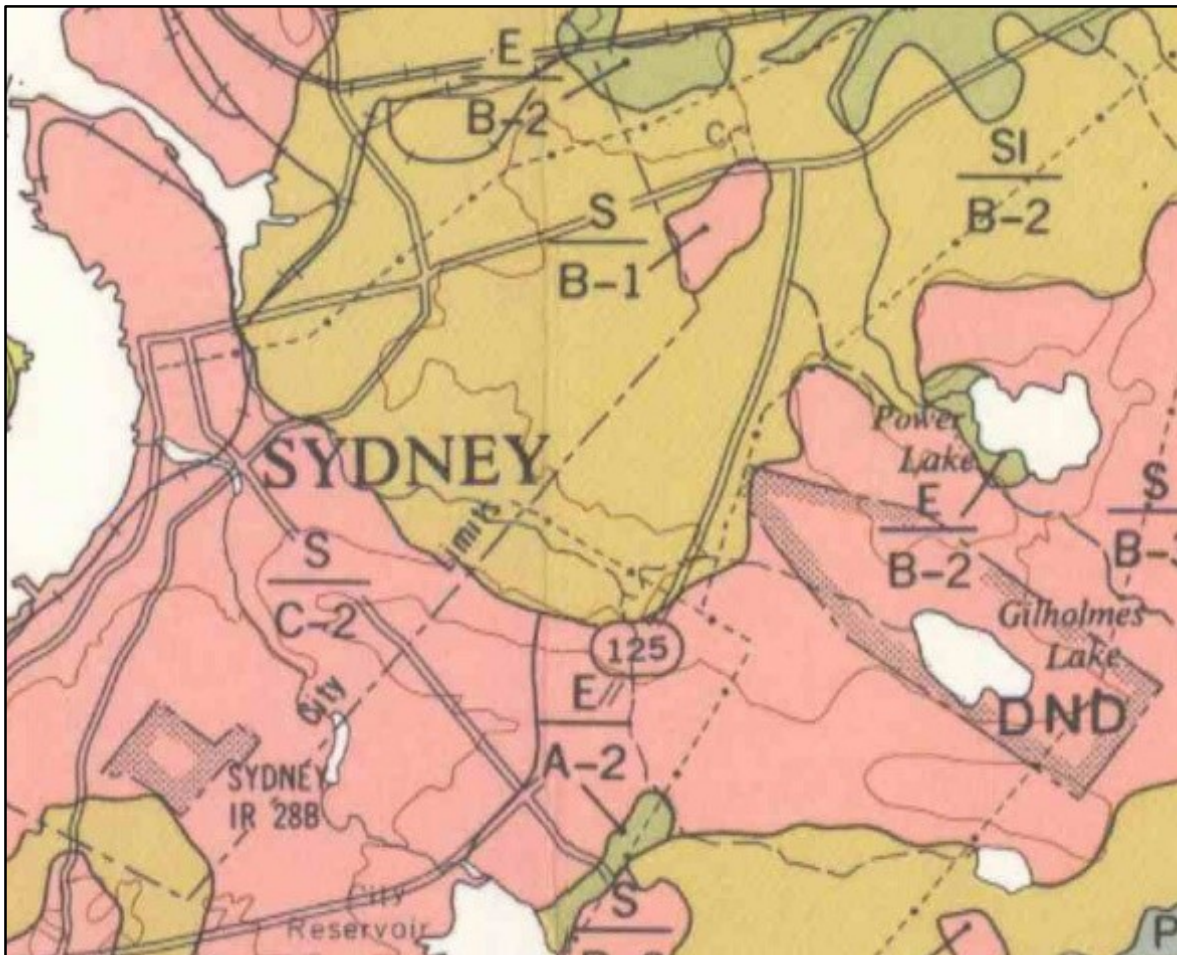 E
B-2
C
S
B-1
SI
B-2
SYDNEY
Power
Lake
E
B-2
S
limits
S
C-2
125
Gilholmes
Lake
DND
City
E
A-2
SYDNEY
IR 28B
City
Reservoir
S
P